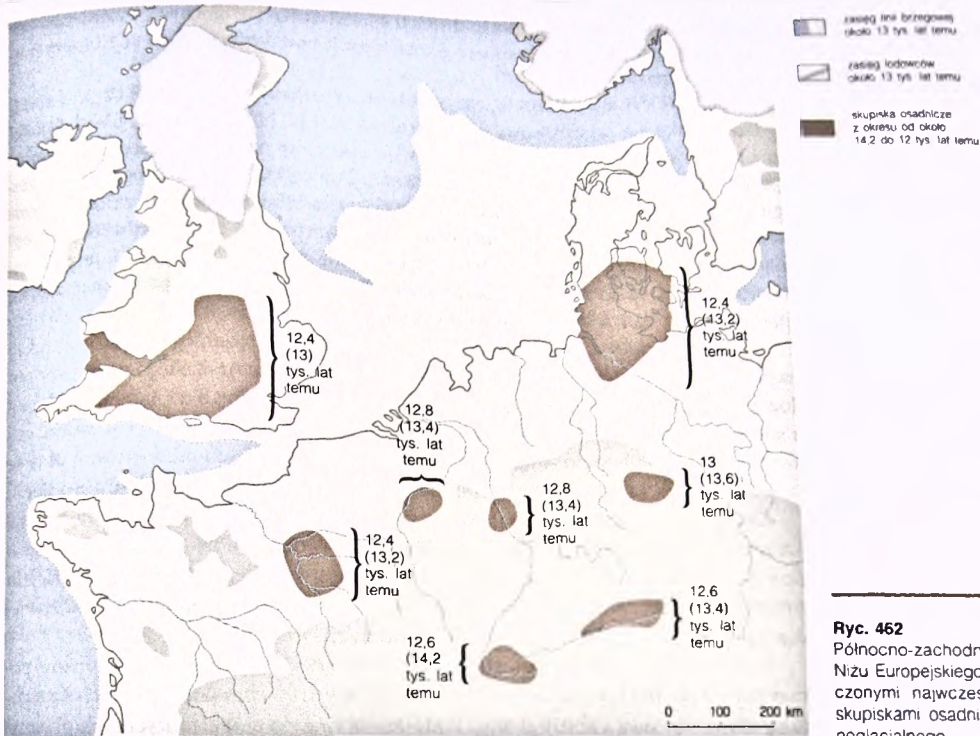 zasięg linii brzegowej
około 13 tys. lat temu
zasięg lodowców
około 13 tys. lat temu
skupiska osadnicze
z okresu od około
14,2 do 12 tys. lat temu
12,4
(13,2)
tys. lat
temu
12,4
(13)
tys. lat
temu
12,8
(13,4)
tys. lat
temu
13
(13,6)
tys. lat
temu
12,8
(13,4)
tys. lat
temu
12,4
(13,2)
tys. lat
temu
12,6
(13,4)
tys. lat
temu
12,6
(14,2
tys. lat
temu
0 100 200 km
Ryc. 462
Północno-zachodn
Niżu Europejskiego
czonymi najwcześ
skupiskami osadni